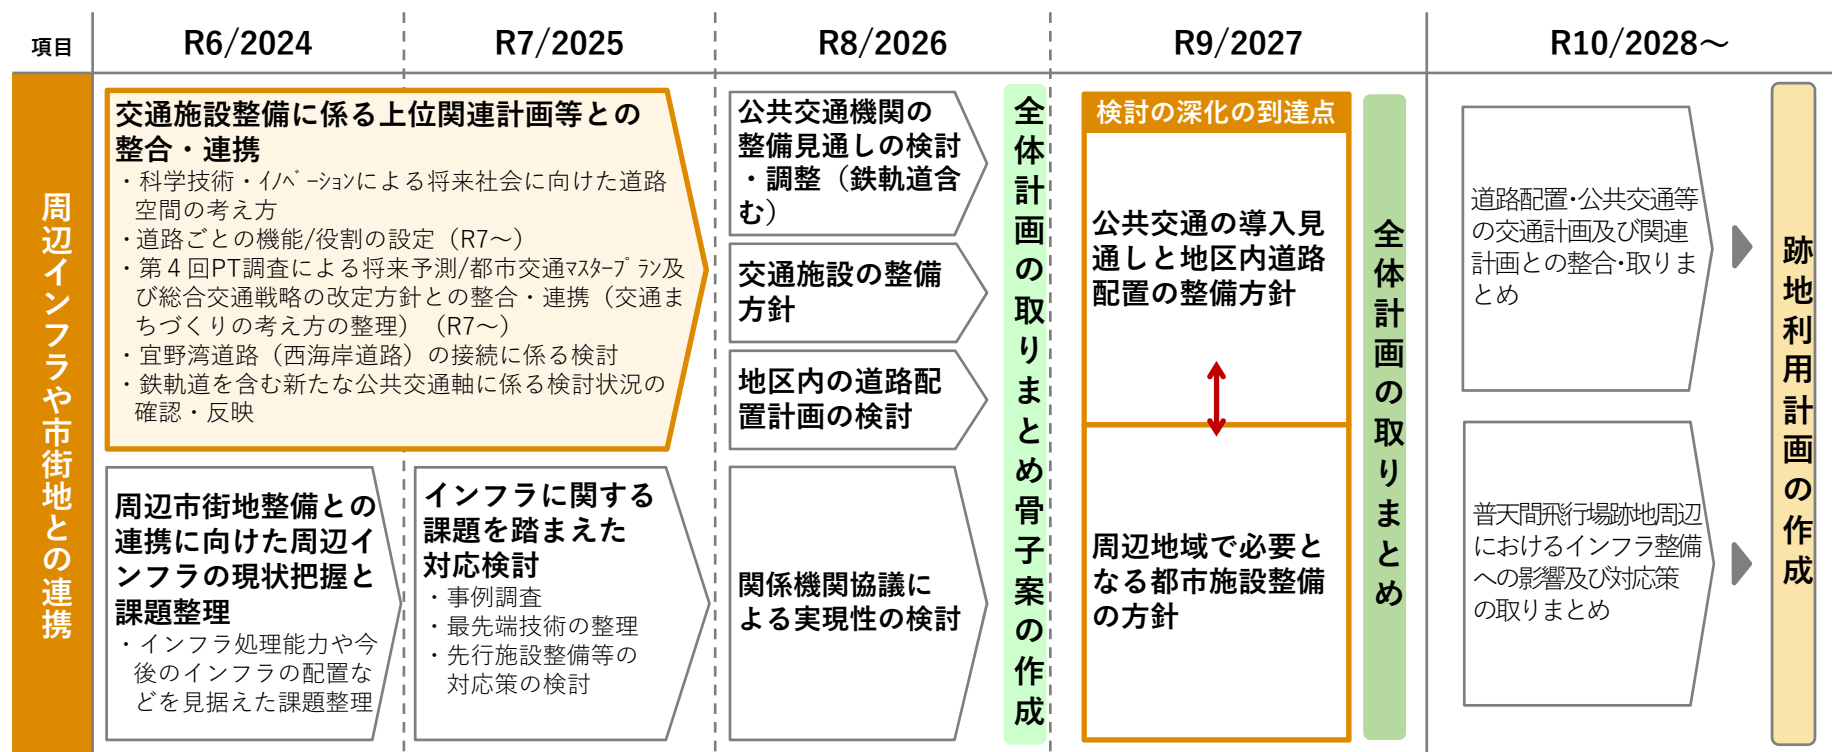 項目
R6/2024
R7/2025
R8/2026
R9/2027
R10/2028～
周辺インフラや市街地との連携
交通施設整備に係る上位関連計画等との
整合・連携
・科学技術・ｲﾉﾍﾞｰｼｮﾝによる将来社会に向けた道路
空間の考え方
・道路ごとの機能/役割の設定（R7～）
・第４回PT調査による将来予測/都市交通ﾏｽﾀｰﾌﾟﾗﾝ及
び総合交通戦略の改定方針との整合・連携（交通ま
ちづくりの考え方の整理）（R7～）
・宜野湾道路（西海岸道路）の接続に係る検討
・鉄軌道を含む新たな公共交通軸に係る検討状況の
確認・反映
周辺市街地整備との
連携に向けた周辺イ
ンフラの現状把握と
課題整理
・インフラ処理能力や今
後のインフラの配置な
どを見据えた課題整理
インフラに関する
課題を踏まえた
対応検討
・事例調査
・最先端技術の整理
・先行施設整備等の
対応策の検討
公共交通機関の
整備見通しの検討
・調整（鉄軌道含
む）
交通施設の整備
方針
地区内の道路配
置計画の検討
関係機関協議に
よる実現性の検討
全体計画の取りまとめ骨子案の作成
検討の深化の到達点
公共交通の導入見
通しと地区内道路
配置の整備方針
周辺地域で必要と
なる都市施設整備
の方針
全体計画の取りまとめ
道路配置・公共交通等
の交通計画及び関連
計画との整合・取りま
とめ
普天間飛行場跡地周辺
におけるインフラ整備
への影響及び対応策
の取りまとめ
跡地利用計画の作成